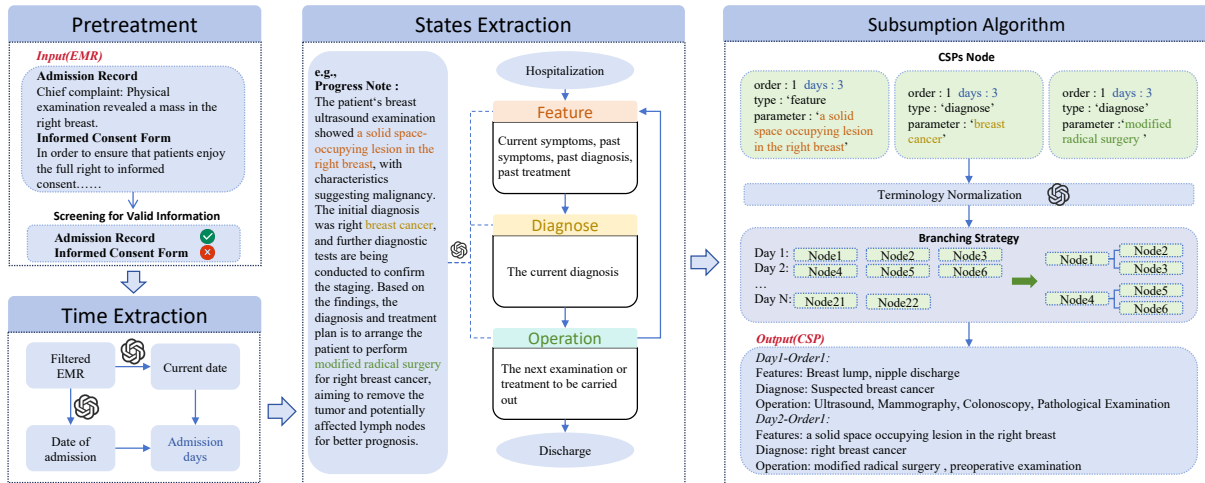 Pretreatment
Input(EMR)
Admission Record
Chief complaint: Physical
examination revealed a mass in the
right breast.
Informed Consent Form
In order to ensure that patients enjoy
the full right to informed
consent……
Screening for Valid Information
Admission Record
Informed Consent Form
Time Extraction
Filtered
EMR
Current date
Date of
admission
Admission
days
States Extraction
e.g.,
Progress Note :
The patient‘s breast
ultrasound examination
showed a solid space-
occupying lesion in the
right breast, with
characteristics
suggesting malignancy.
The initial diagnosis
was right breast cancer,
and further diagnostic
tests are being
conducted to confirm
the staging. Based on
the findings, the
diagnosis and treatment
plan is to arrange the
patient to perform
modified radical surgery
for right breast cancer,
aiming to remove the
tumor and potentially
affected lymph nodes
for better prognosis.
Hospitalization
Feature
Current symptoms, past
symptoms, past diagnosis,
past treatment
Diagnose
The current diagnosis
Operation
The next examination or
treatment to be carried
out
Discharge
Subsumption Algorithm
CSPs Node
order : 1 days : 3
type : ‘feature
parameter : ‘a solid
space occupying lesion
in the right breast’
order : 1 days : 3
type : ‘diagnose’
parameter : ‘breast
cancer’
order : 1 days : 3
type : ‘diagnose’
parameter : ‘modified
radical surgery ’
Terminology Normalization
Branching Strategy
Day 1: Node1 Node2 Node3
Day 2: Node4 Node5 Node6
…
Day N: Node21 Node22
Node1 Node2
Node3
Node4 Node5
Node6
Output(CSP)
Day1-Order1:
Features: Breast lump, nipple discharge
Diagnose: Suspected breast cancer
Operation: Ultrasound, Mammography, Colonoscopy, Pathological Examination
Day2-Order1:
Features: a solid space occupying lesion in the right breast
Diagnose: right breast cancer
Operation: modified radical surgery , preoperative examination